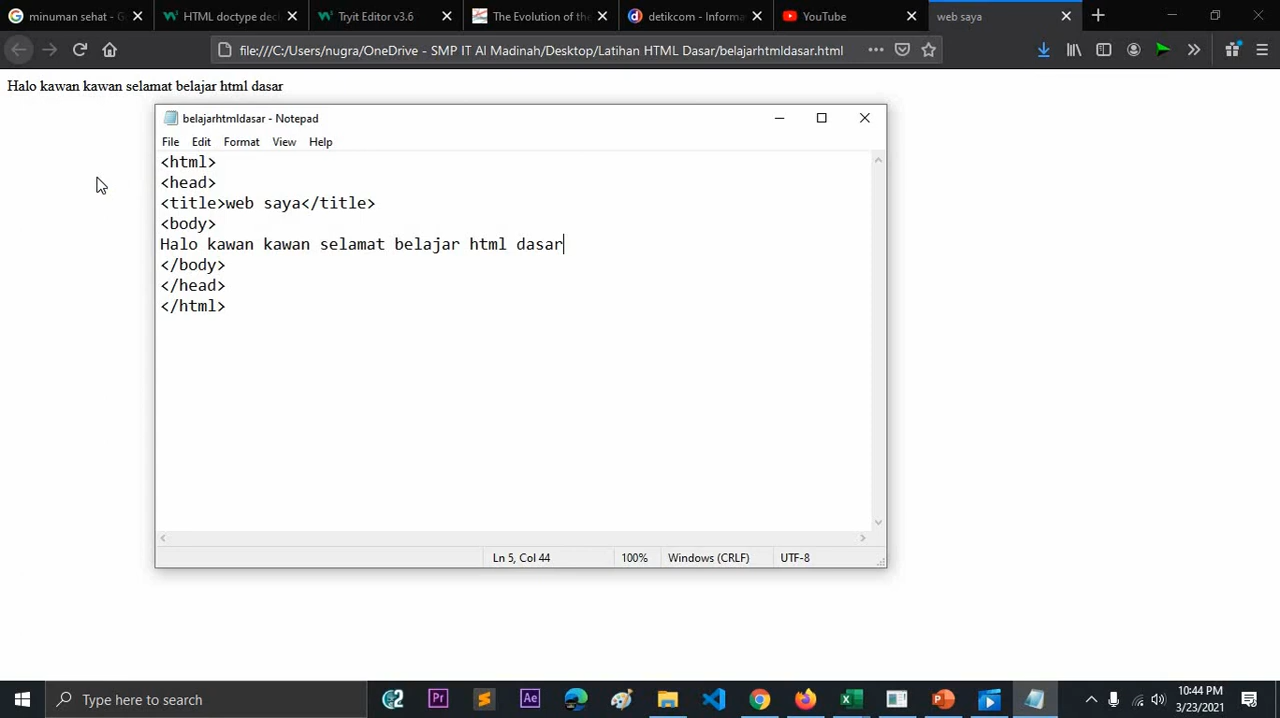 minuman sehat - G
HTML doctype decl
Tryit Editor v3.6
The Evolution of the
detikcom - Informa
YouTube
web saya
file:///C:/Users/nugra/OneDrive - SMP IT Al Madinah/Desktop/Latihan HTML Dasar/belajarhtmldasar.html
Halo kawan kawan selamat belajar html dasar
belajarhtmldasar - Notepad
File Edit Format View Help
<html>
<head>
<title>web saya</title>
<body>
Halo kawan kawan selamat belajar html dasar
</body>
</head>
</html>
Ln 5, Col 44 100% Windows (CRLF) UTF-8
Type here to search
Pr
Ae
10:44 PM
3/23/2021